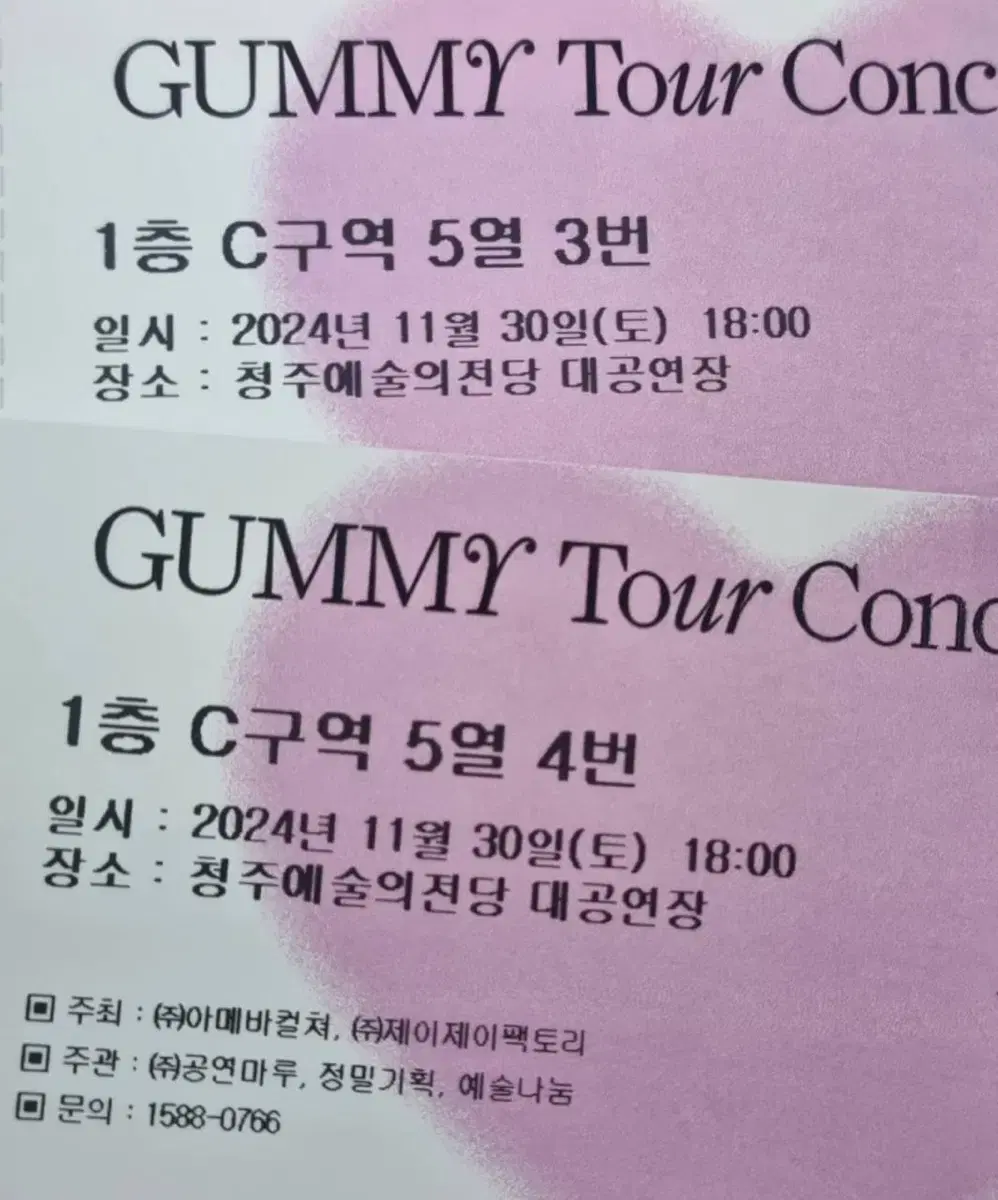 GUMMY Tour Conc
1층 C구역 5열 3번
일시 : 2024년 11월 30일(토) 18:00
장소 : 청주예술의전당 대공연장
GUMMY Tour Conc
1층 C구역 5열 4번
일시 : 2024년 11월 30일(토) 18:00
장소 : 청주예술의전당 대공연장
▣ 주최 : ㈜아메바컬쳐, ㈜제이제이팩토리
▣ 주관 : ㈜공연마루, 정밀기획, 예술나눔
▣ 문의 : 1588-0766